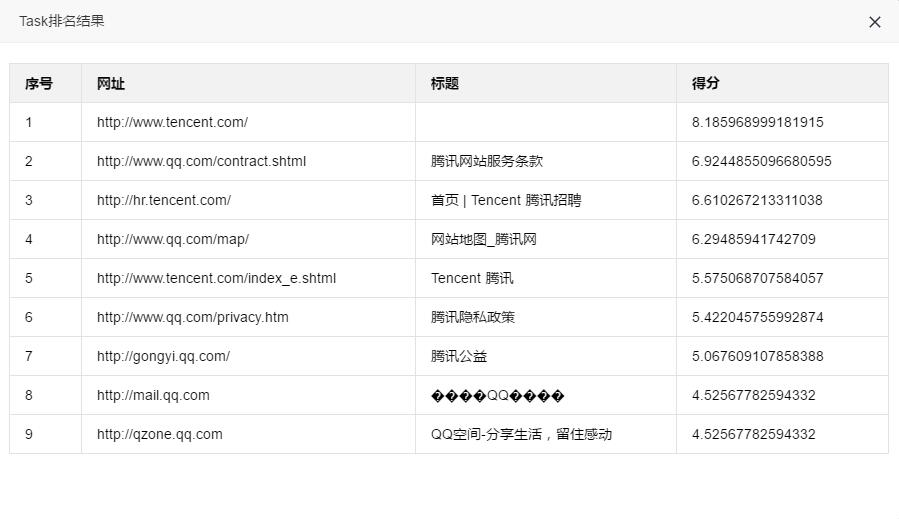 Task排名结果
序号 网址 标题 得分
1 http://www.tencent.com/ 8.185968999181915
2 http://www.qq.com/contract.shtml 腾讯网站服务条款 6.9244855096680595
3 http://hr.tencent.com/ 首页 | Tencent 腾讯招聘 6.610267213311038
4 http://www.qq.com/map/ 网站地图_腾讯网 6.29485941742709
5 http://www.tencent.com/index_e.shtml Tencent 腾讯 5.575068707584057
6 http://www.qq.com/privacy.htm 腾讯隐私政策 5.422045755992874
7 http://gongyi.qq.com/ 腾讯公益 5.067609107858388
8 http://mail.qq.com ����QQ���� 4.52567782594332
9 http://qzone.qq.com QQ空间-分享生活，留住感动 4.52567782594332